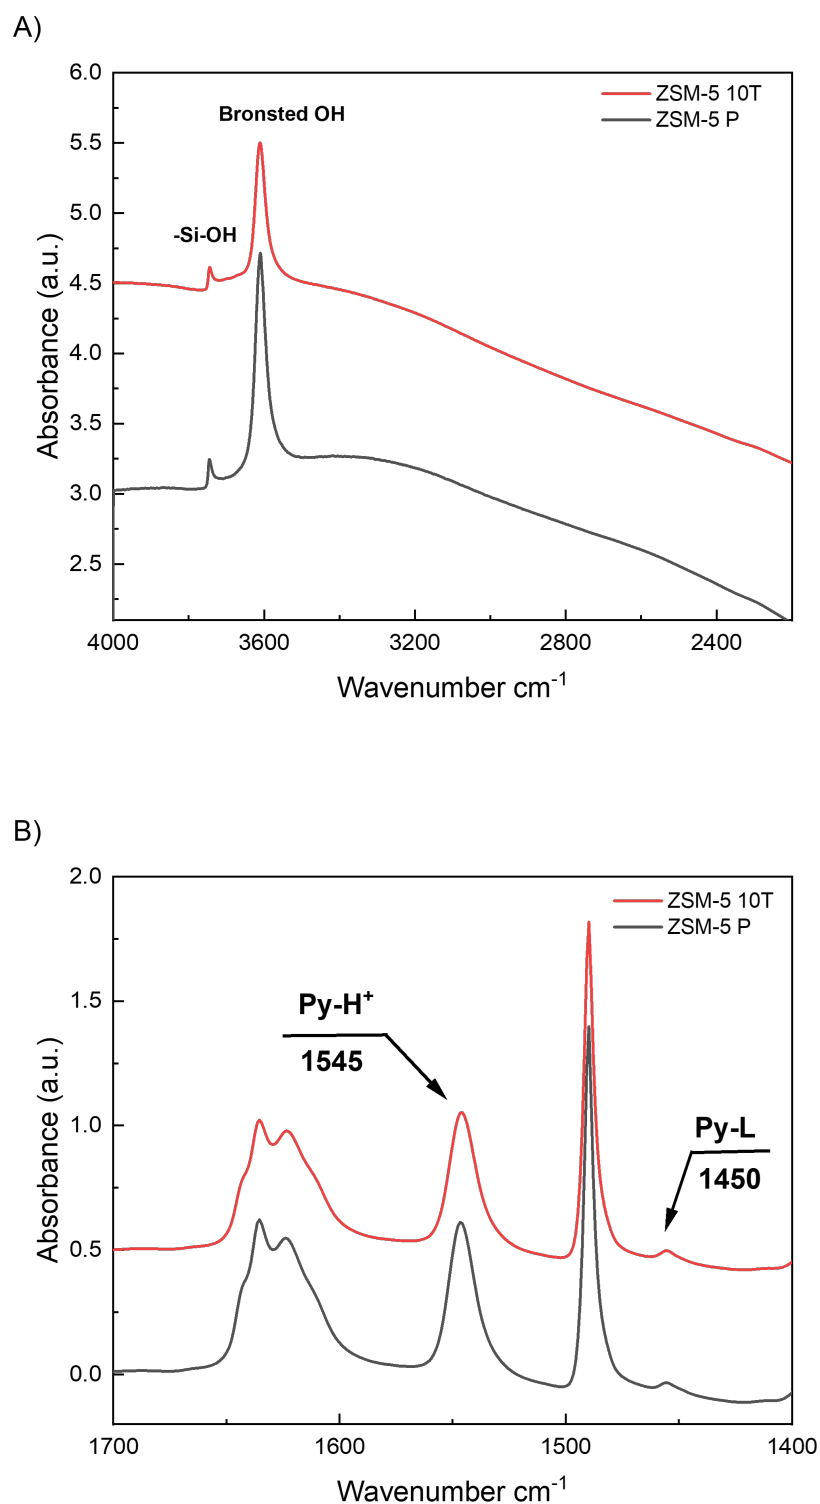 A)
6.0
ZSM-5 10T
ZSM-5 P
Bronsted OH
5.5
5.0
-Si-OH
4.5
4.0
3.5
3.0
2.5
Absorbance (a.u.)
4000 3600 3200 2800 2400
Wavenumber cm⁻¹
B)
2.0
ZSM-5 10T
ZSM-5 P
1.5
Py-H⁺
1545
1.0
Py-L
1450
0.5
0.0
Absorbance (a.u.)
1700 1600 1500 1400
Wavenumber cm⁻¹